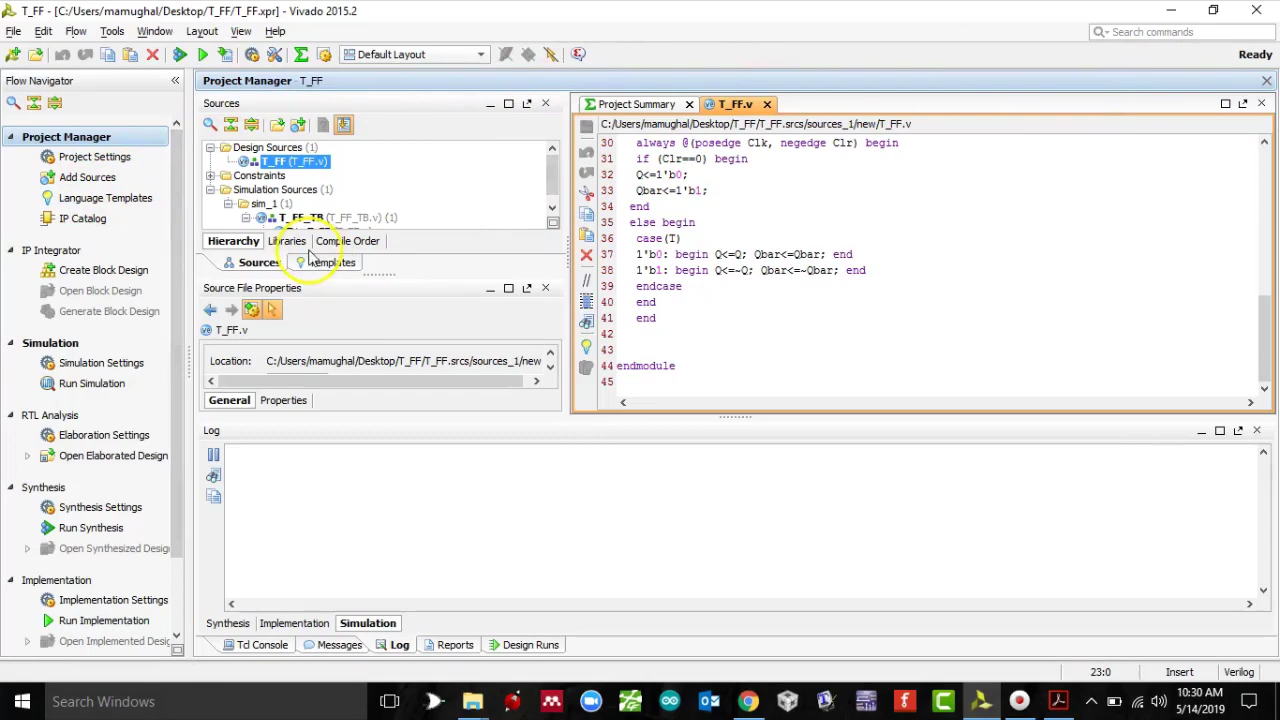 T_FF - [C:/Users/mamughal/Desktop/T_FF/T_FF.xpr] - Vivado 2015.2
File Edit Flow Tools Window Layout View Help
Search commands
Default Layout
Ready
Flow Navigator
Project Manager
Project Settings
Add Sources
Language Templates
IP Catalog
IP Integrator
Create Block Design
Open Block Design
Generate Block Design
Simulation
Simulation Settings
Run Simulation
RTL Analysis
Elaboration Settings
Open Elaborated Design
Synthesis
Synthesis Settings
Run Synthesis
Open Synthesized Desig
Implementation
Implementation Settings
Run Implementation
Open Implemented Desig
Project Manager - T_FF
Sources
Design Sources (1)
T_FF (T_FF.v)
Constraints
Simulation Sources (1)
sim_1 (1)
T_FF_TB (T_FF_TB.v) (1)
Hierarchy Libraries Compile Order
Sources Templates
Source File Properties
T_FF.v
Location: C:/Users/mamughal/Desktop/T_FF/T_FF.srcs/sources_1/new
General Properties
Project Summary T_FF.v
C:/Users/mamughal/Desktop/T_FF/T_FF.srcs/sources_1/new/T_FF.v
30 always @(posedge Clk, negedge Clr) begin
31 if (Clr==0) begin
32 Q<=1'b0;
33 Qbar<=1'b1;
34 end
35 else begin
36 case(T)
37 1'b0: begin Q<=Q; Qbar<=Qbar; end
38 1'b1: begin Q<=~Q; Qbar<=~Qbar; end
39 endcase
40 end
41 end
42
43
44 endmodule
45
Log
Synthesis Implementation Simulation
Tcl Console Messages Log Reports Design Runs
23:0 Insert Verilog
Search Windows
10:30 AM
5/14/2019